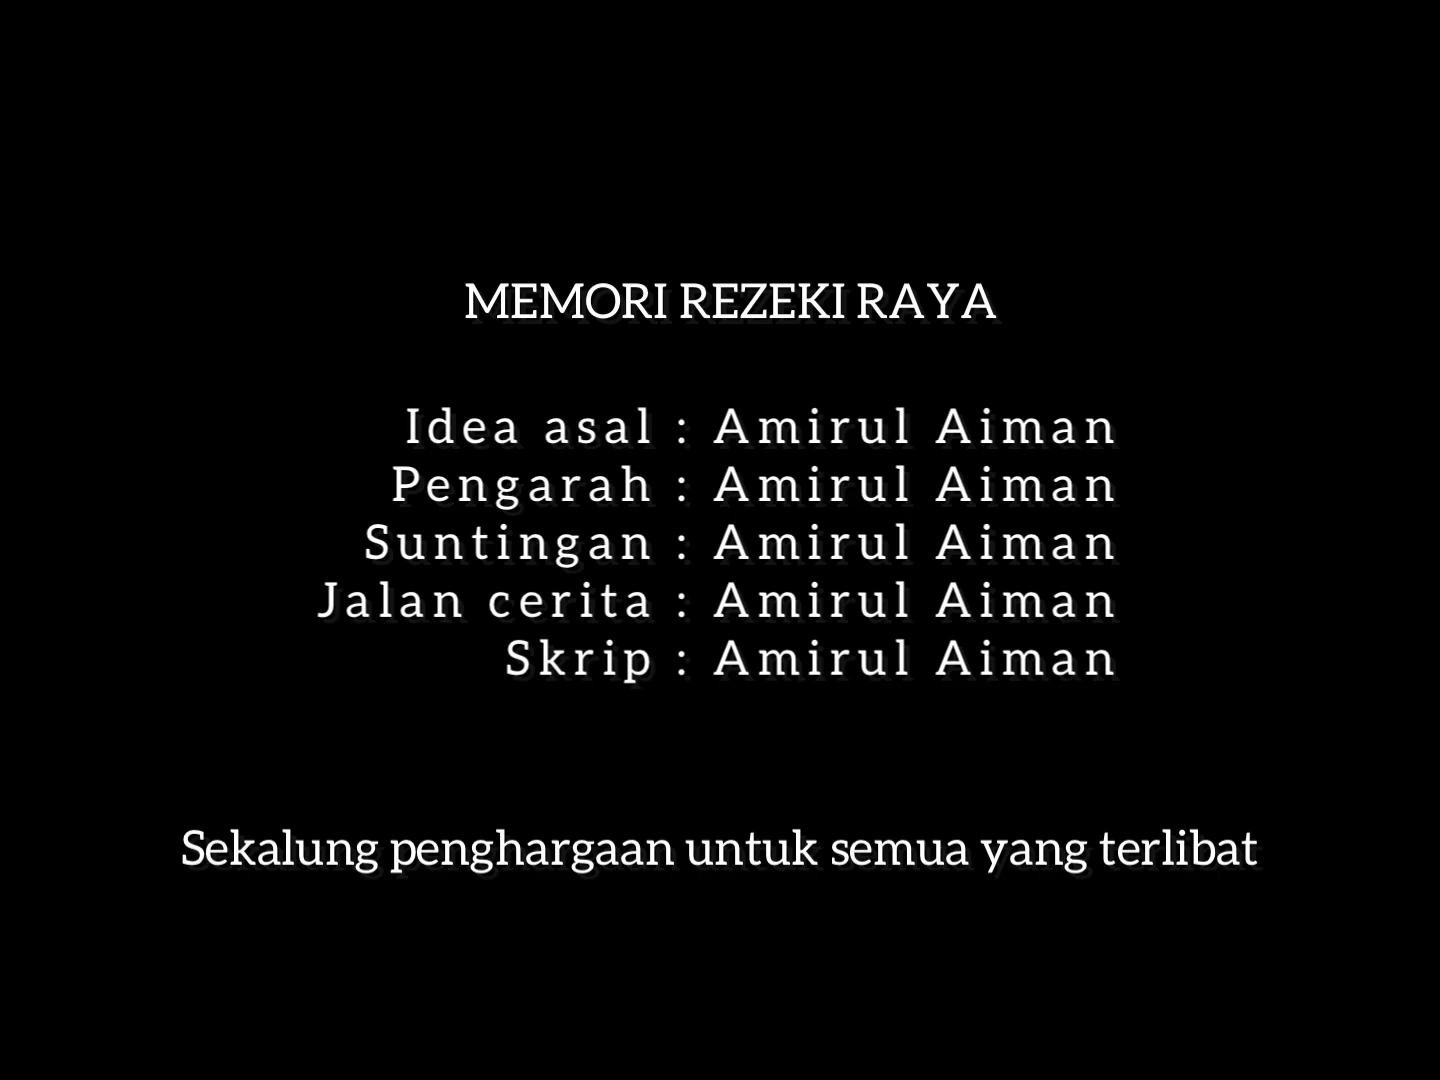 MEMORI REZEKI RAYA
Idea asal : Amirul Aiman
Pengarah : Amirul Aiman
Suntingan : Amirul Aiman
Jalan cerita : Amirul Aiman
Skrip : Amirul Aiman
Sekalung penghargaan untuk semua yang terlibat